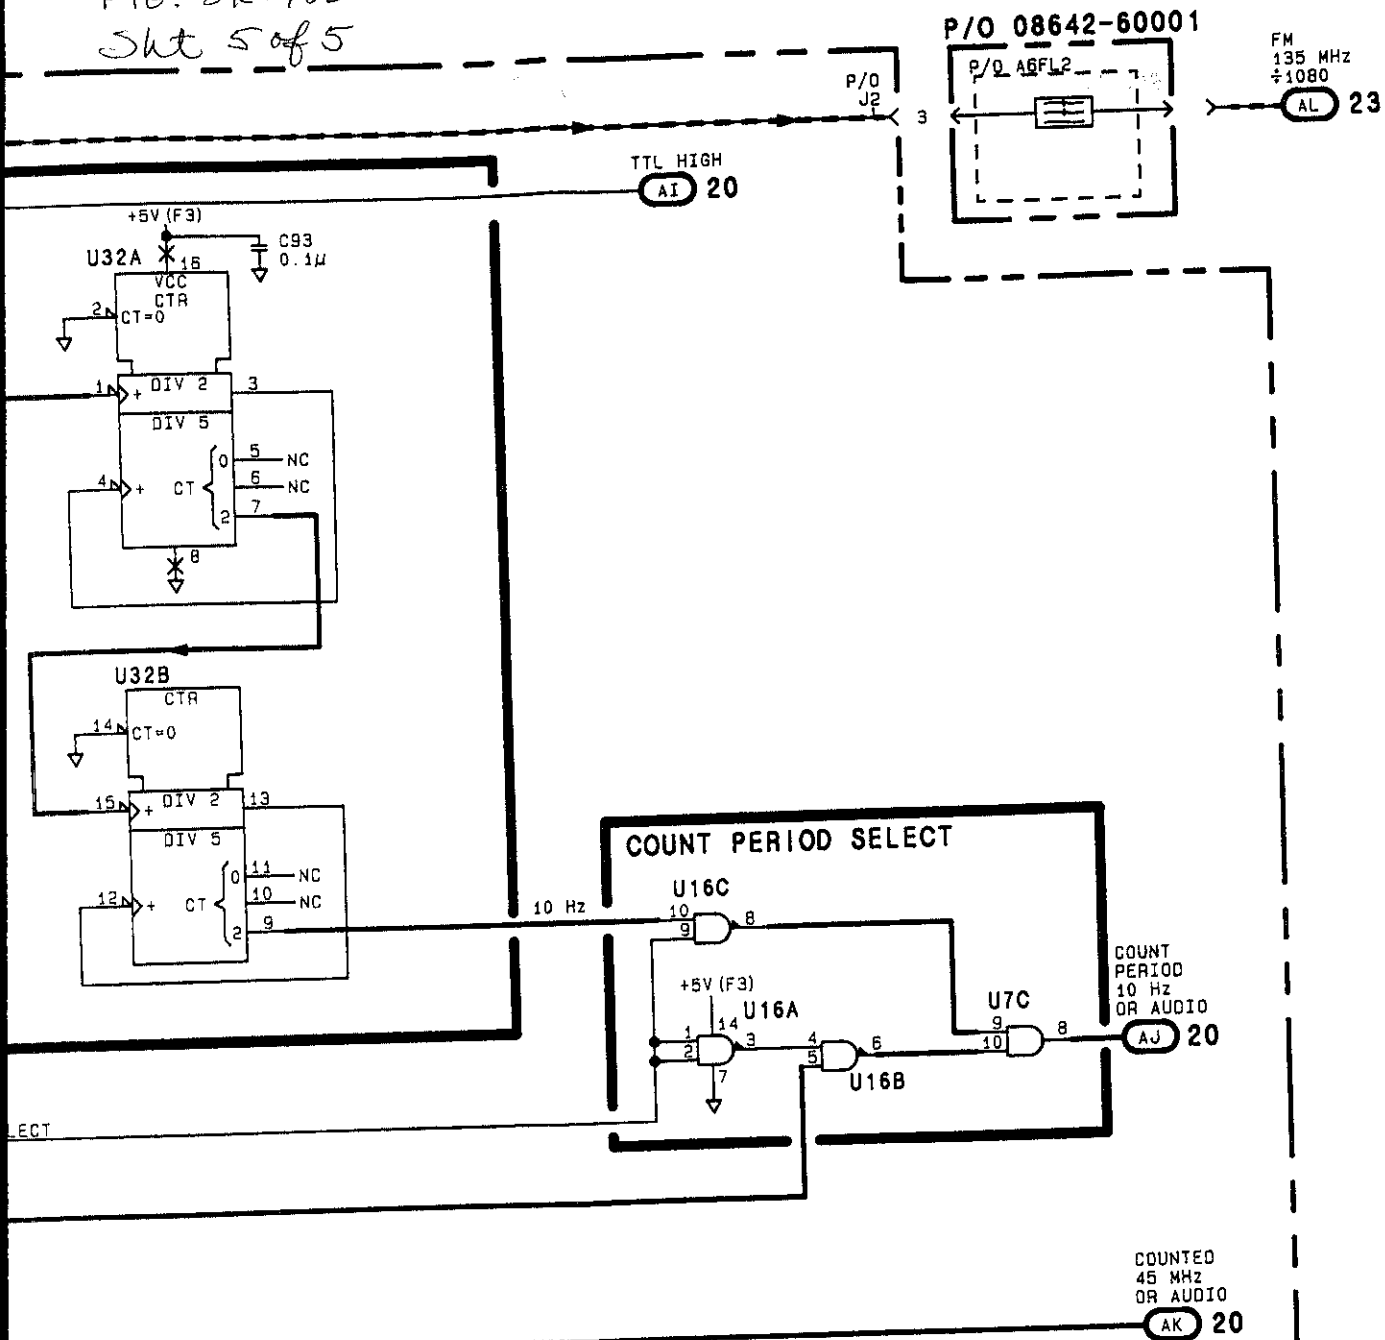 Sht 5 of 5
P/O 08642-60001
P/O A6FL2
FM
135 MHz
÷1080
AL 23
P/O
J2
3
TTL HIGH
AI 20
+5V (F3)
C93
0.1µ
U32A
16
VCC
CTR
2
CT=0
1
+
DIV 2
3
DIV 5
0
5
NC
6
NC
4
+
CT
2
7
8
U32B
CTR
14
CT=0
15
+
DIV 2
13
DIV 5
0
11
NC
10
NC
12
+
CT
2
9
10 Hz
COUNT PERIOD SELECT
U16C
10
9
8
+5V (F3)
U16A
14
1
2
3
7
4
5
6
U16B
U7C
9
10
8
COUNT
PERIOD
10 Hz
OR AUDIO
AJ 20
LECT
COUNTED
45 MHz
OR AUDIO
AK 20